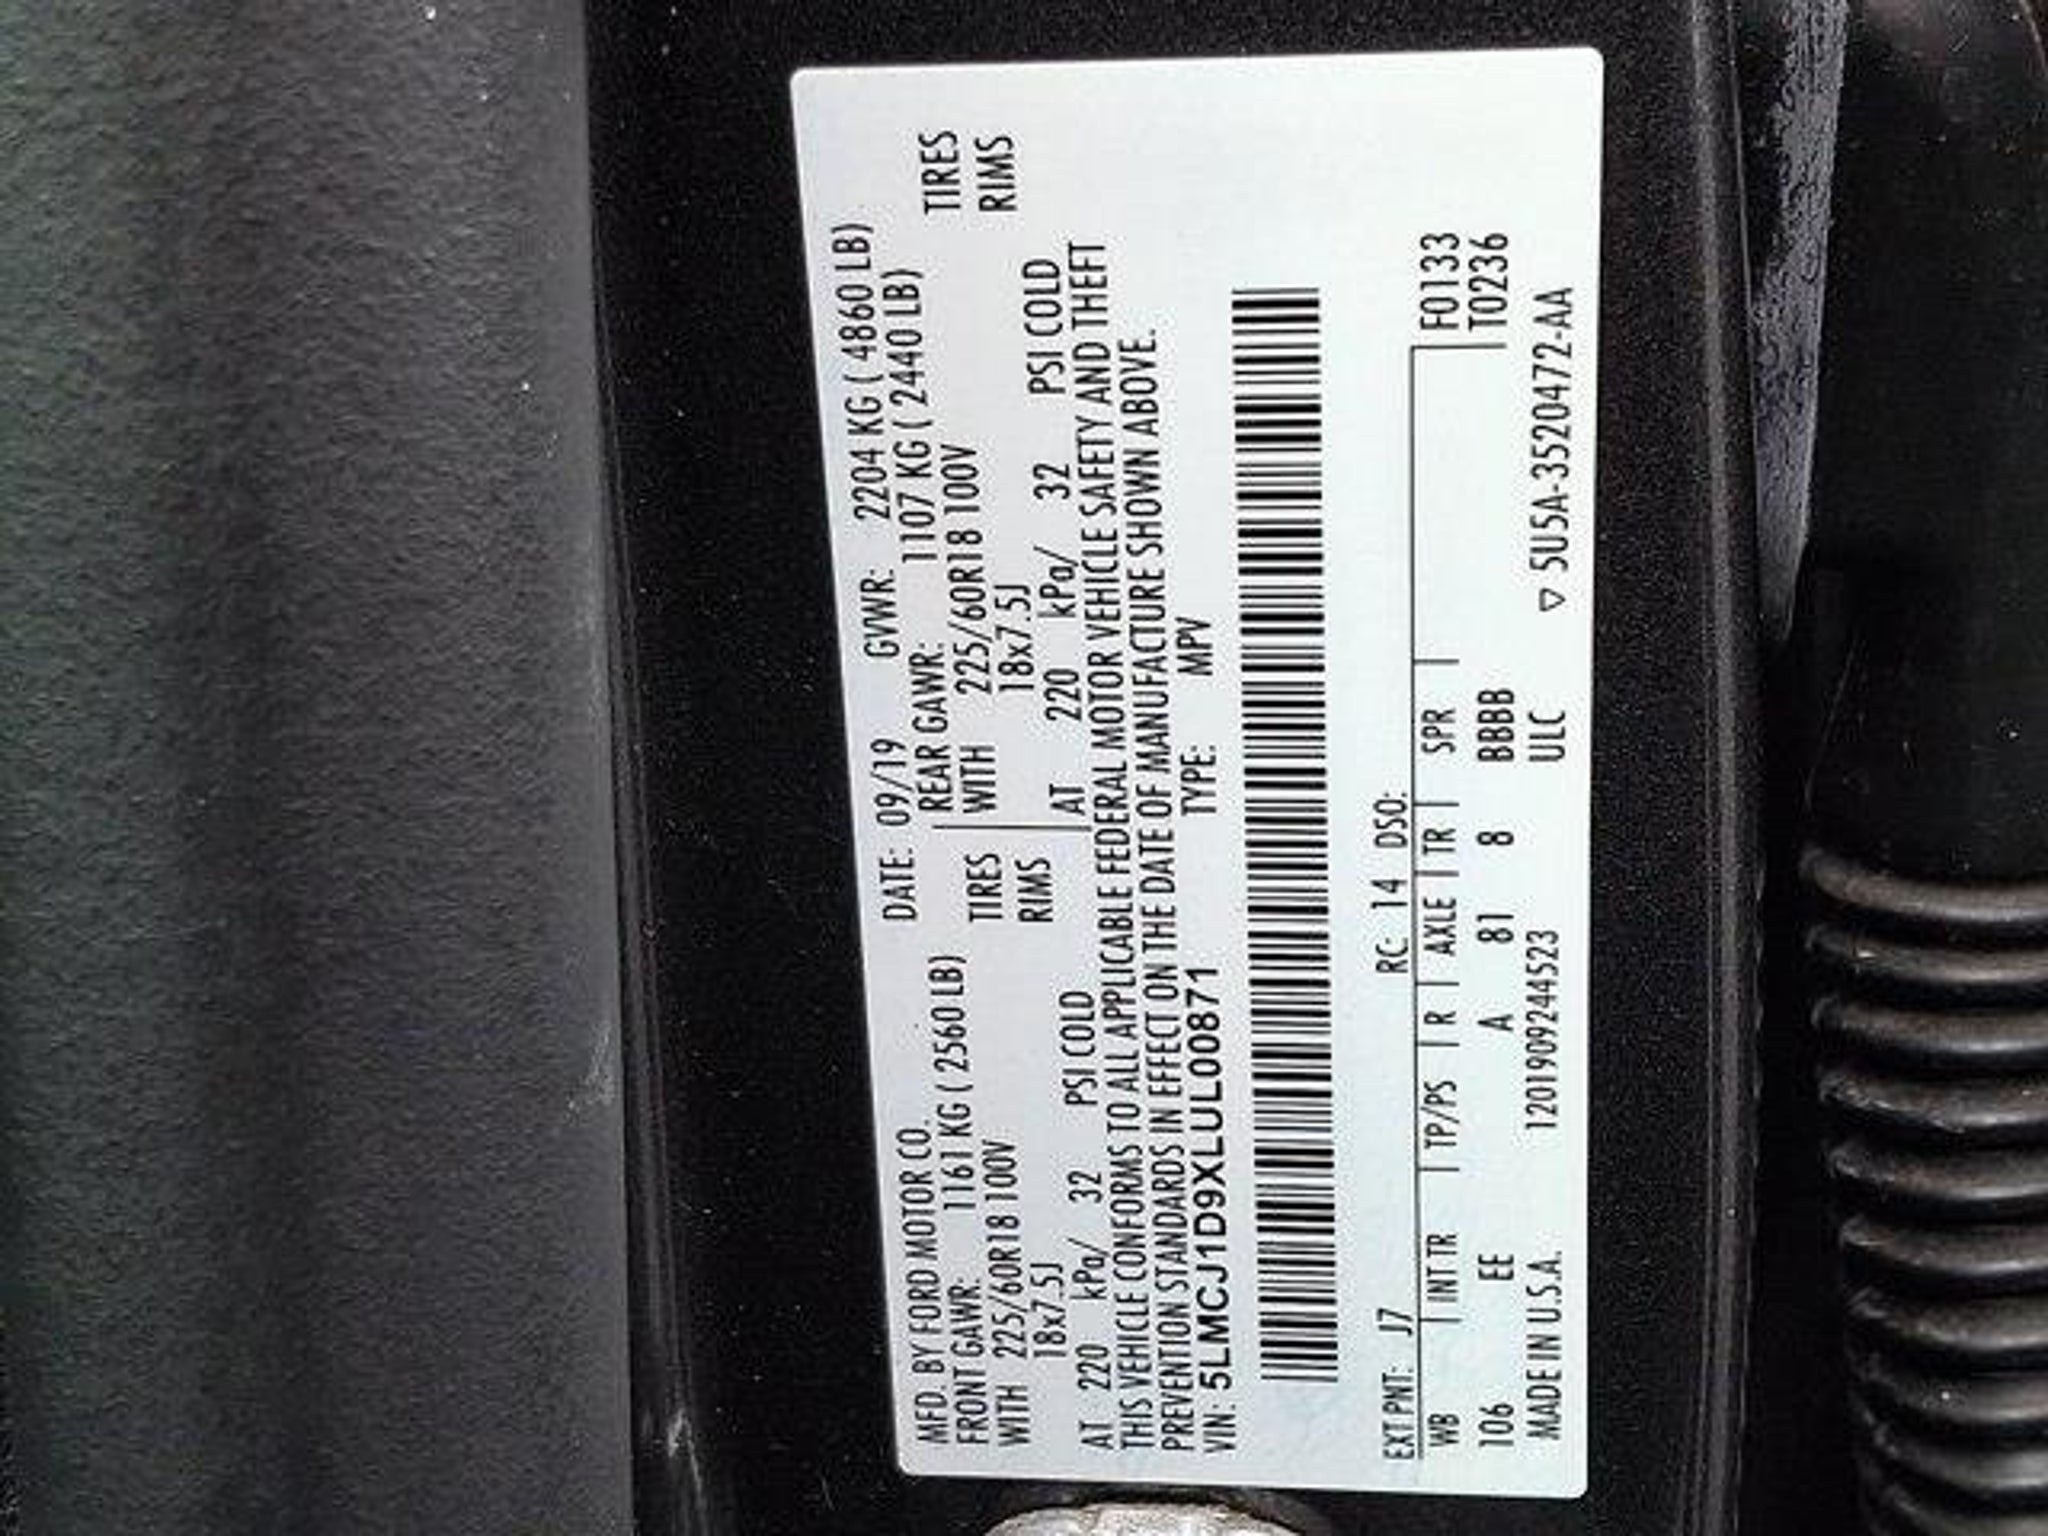 MFD. BY FORD MOTOR CO. DATE: 09/19 GVWR: 2204 KG ( 4860 LB)
FRONT GAWR: 1161 KG ( 2560 LB) REAR GAWR: 1107 KG ( 2440 LB)
WITH 225/60R18 100V TIRES WITH 225/60R18 100V TIRES
18x7.5J RIMS 18x7.5J RIMS
AT 220 kPa/ 32 PSI COLD AT 220 kPa/ 32 PSI COLD
THIS VEHICLE CONFORMS TO ALL APPLICABLE FEDERAL MOTOR VEHICLE SAFETY AND THEFT
PREVENTION STANDARDS IN EFFECT ON THE DATE OF MANUFACTURE SHOWN ABOVE.
VIN: 5LMCJ1D9XLUL00871 TYPE: MPV
EXT PNT: J7 RC: 14 DSO:
WB | INT TR | TP/PS | R | AXLE | TR | SPR | F0133
106 EE A 81 8 BBBB T0236
MADE IN U.S.A. 120190924452​3 ULC ▽ 5U5A-3520472-AA